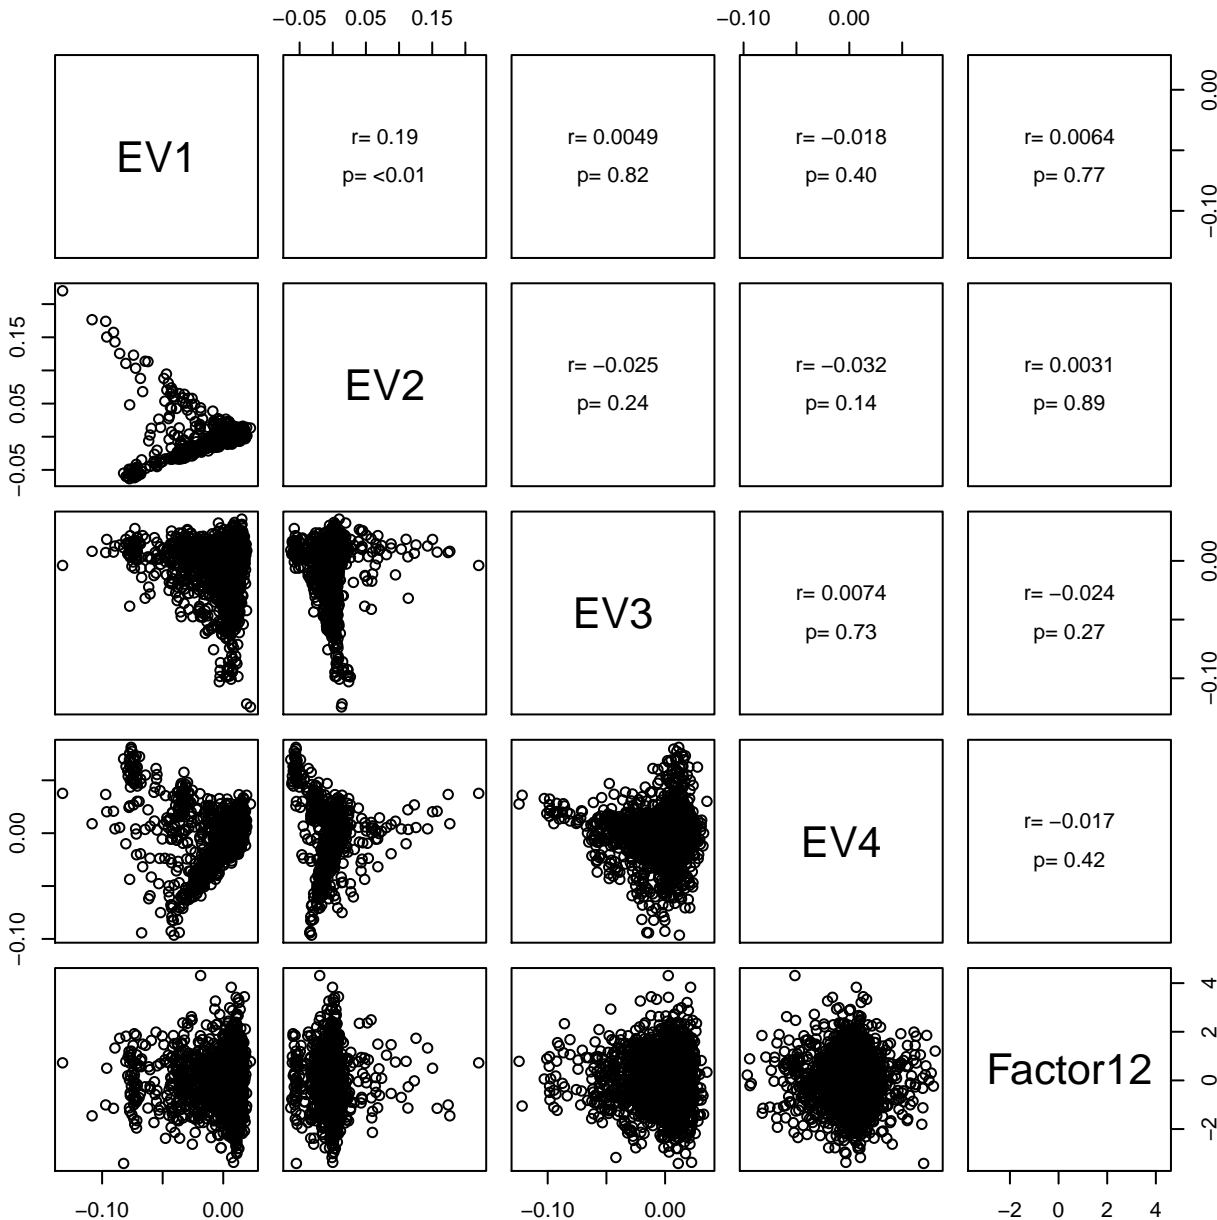 −0.05 0.05 0.15 −0.10 0.00
EV1
r= 0.19
p= <0.01
r= 0.0049
p= 0.82
r= −0.018
p= 0.40
r= 0.0064
p= 0.77
0.00
−0.10
0.15
0.05
−0.05
EV2
r= −0.025
p= 0.24
r= −0.032
p= 0.14
r= 0.0031
p= 0.89
EV3
r= 0.0074
p= 0.73
r= −0.024
p= 0.27
0.00
−0.10
0.00
−0.10
EV4
r= −0.017
p= 0.42
Factor12
4
2
0
−2
−0.10 0.00 −0.10 0.00 −2 0 2 4